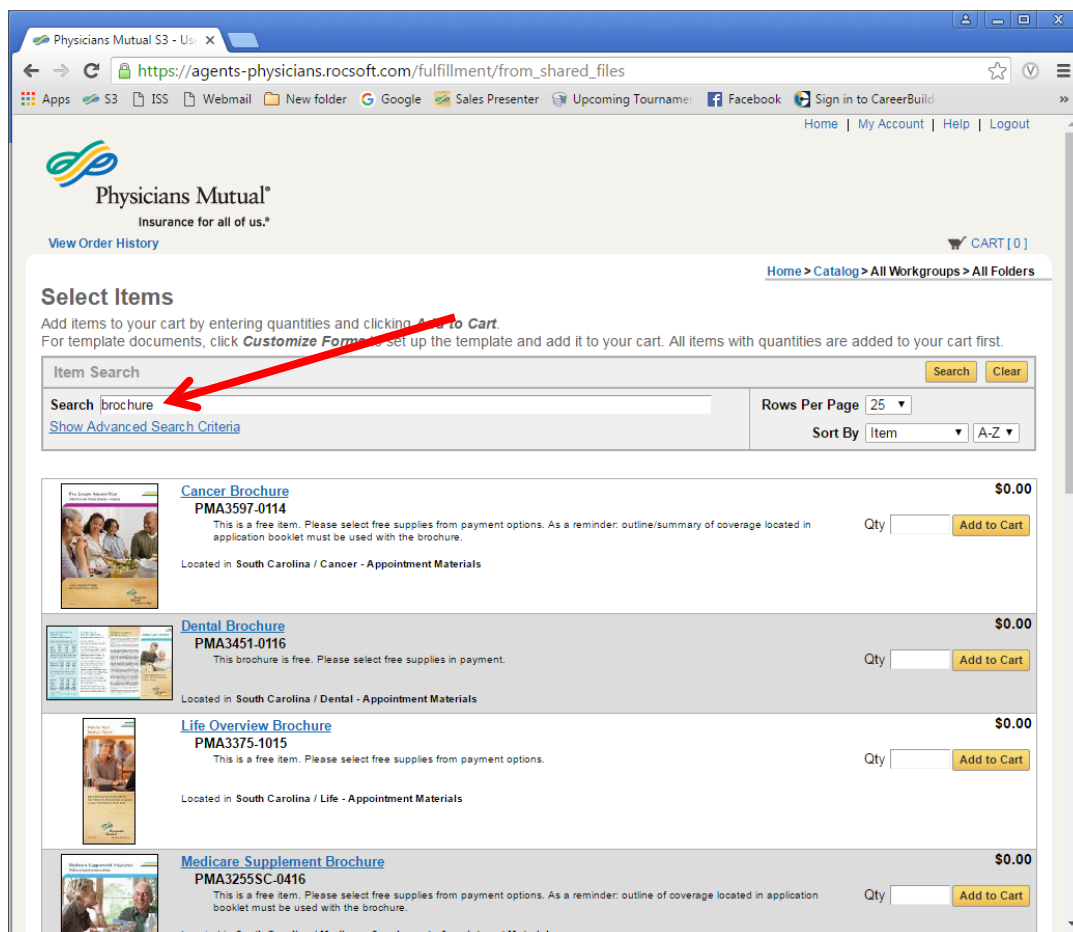 Physicians Mutual S3 - Us
https://agents-physicians.rocsoft.com/fulfillment/from_shared_files
Apps S3 ISS Webmail New folder Google Sales Presenter Upcoming Tournamen Facebook Sign in to CareerBuild »
Home | My Account | Help | Logout
Physicians Mutual®
Insurance for all of us.®
View Order History CART [ 0 ]
Home > Catalog > All Workgroups > All Folders
Select Items
Add items to your cart by entering quantities and clicking Add to Cart.
For template documents, click Customize Forms to set up the template and add it to your cart. All items with quantities are added to your cart first.
Item Search Search Clear
Search brochure Rows Per Page 25
Show Advanced Search Criteria Sort By Item A-Z
Cancer Brochure $0.00
PMA3597-0114
This is a free item. Please select free supplies from payment options. As a reminder: outline/summary of coverage located in Qty Add to Cart
application booklet must be used with the brochure.
Located in South Carolina / Cancer - Appointment Materials
Dental Brochure $0.00
PMA3451-0116
This brochure is free. Please select free supplies in payment. Qty Add to Cart
Located in South Carolina / Dental - Appointment Materials
Life Overview Brochure $0.00
PMA3375-1015
This is a free item. Please select free supplies from payment options. Qty Add to Cart
Located in South Carolina / Life - Appointment Materials
Medicare Supplement Brochure $0.00
PMA3255SC-0416
This is a free item. Please select free supplies from payment options. As a reminder: outline of coverage located in application Qty Add to Cart
booklet must be used with the brochure.